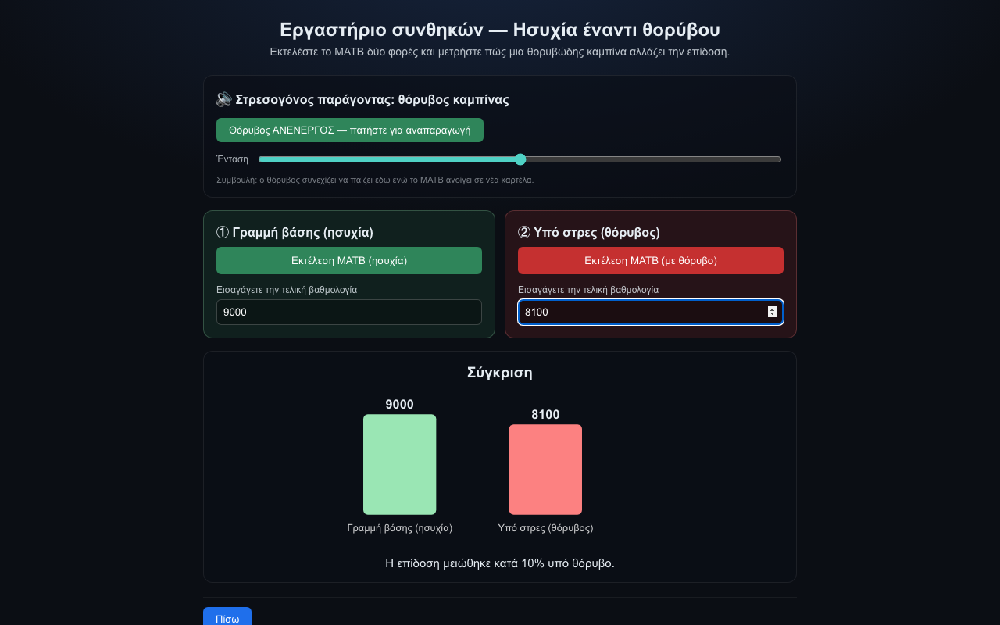 Εργαστήριο συνθηκών — Ησυχία έναντι θορύβου
Εκτελέστε το MATB δύο φορές και μετρήστε πώς μια θορυβώδης καμπίνα αλλάζει την επίδοση.
🔊 Στρεσογόνος παράγοντας: θόρυβος καμπίνας
Θόρυβος ΑΝΕΝΕΡΓΟΣ — πατήστε για αναπαραγωγή
Ένταση
Συμβουλή: ο θόρυβος συνεχίζει να παίζει εδώ ενώ το MATB ανοίγει σε νέα καρτέλα.
① Γραμμή βάσης (ησυχία)
Εκτέλεση MATB (ησυχία)
Εισαγάγετε την τελική βαθμολογία
9000
② Υπό στρες (θόρυβος)
Εκτέλεση MATB (με θόρυβο)
Εισαγάγετε την τελική βαθμολογία
8100
Σύγκριση
9000
8100
Γραμμή βάσης (ησυχία)
Υπό στρες (θόρυβος)
Η επίδοση μειώθηκε κατά 10% υπό θόρυβο.
Πίσω